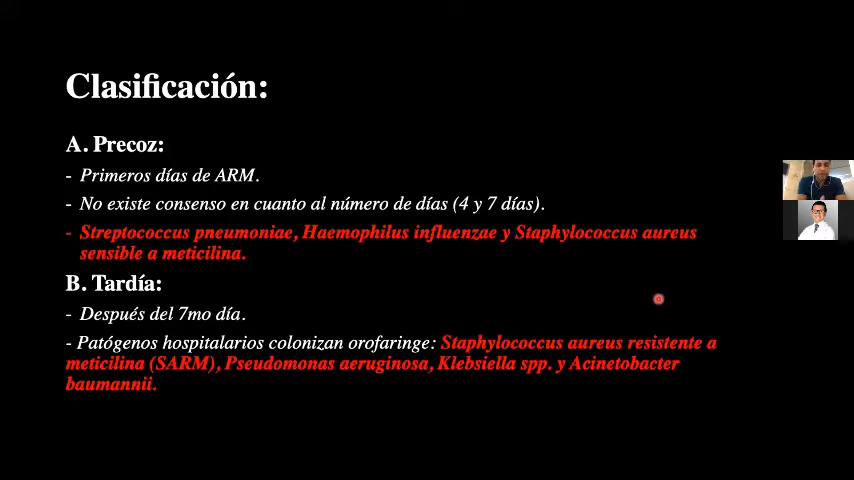 Clasificación:
A. Precoz:
- Primeros días de ARM.
- No existe consenso en cuanto al número de días (4 y 7 días).
- Streptococcus pneumoniae, Haemophilus influenzae y Staphylococcus aureus
sensible a meticilina.
B. Tardía:
- Después del 7mo día.
- Patógenos hospitalarios colonizan orofaringe: Staphylococcus aureus resistente a
meticilina (SARM), Pseudomonas aeruginosa, Klebsiella spp. y Acinetobacter
baumannii.